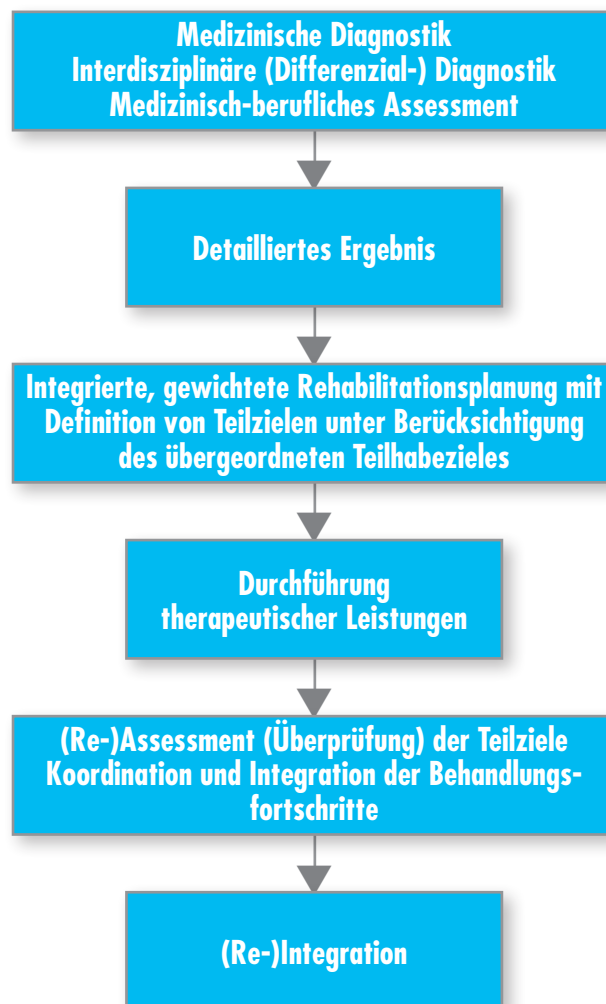 Medizinische Diagnostik
Interdisziplinäre (Differenzial-) Diagnostik
Medizinisch-berufliches Assessment
Detailliertes Ergebnis
Integrierte, gewichtete Rehabilitationsplanung mit
Definition von Teilzielen unter Berücksichtigung
des übergeordneten Teilhabezieles
Durchführung
therapeutischer Leistungen
(Re-)Assessment (Überprüfung) der Teilziele
Koordination und Integration der Behandlungs-
fortschritte
(Re-)Integration